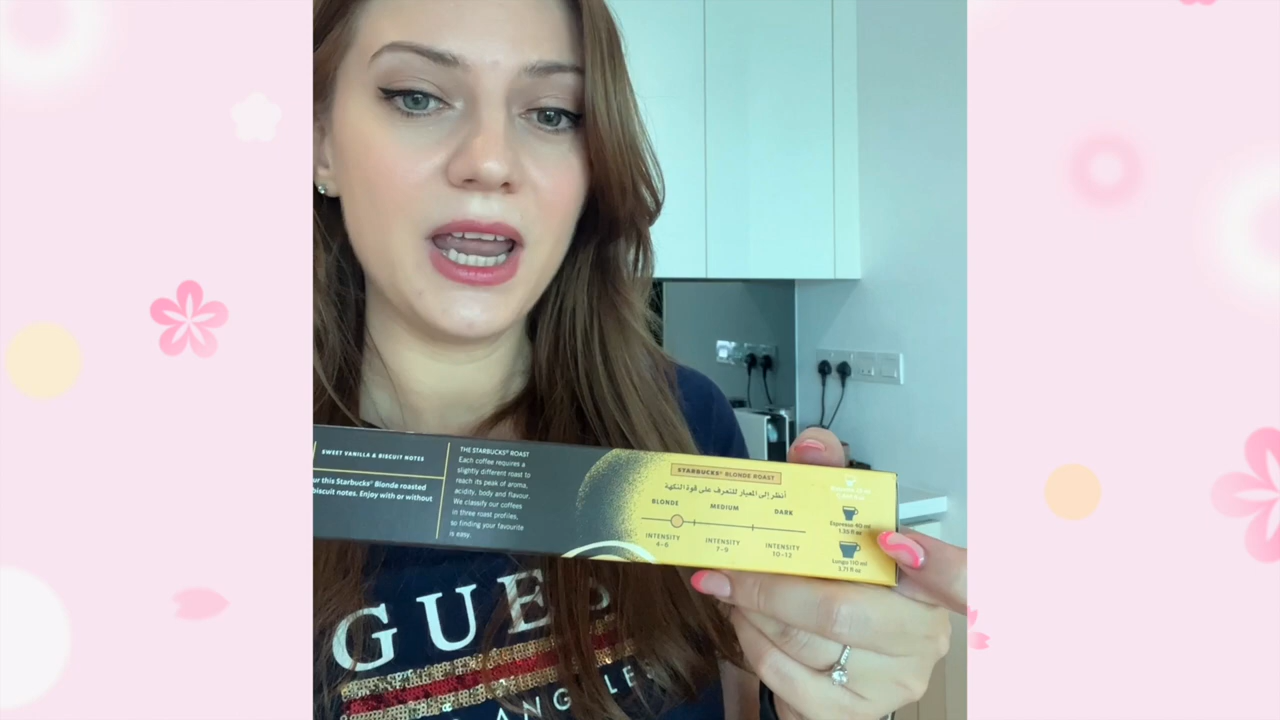 SWEET VANILLA & BISCUIT NOTES
ur this Starbucks® Blonde roasted
biscuit notes. Enjoy with or without
THE STARBUCKS® ROAST
Each coffee requires a
slightly different roast to
reach its peak of aroma,
acidity, body and flavour.
We classify our coffees
in three roast profiles,
so finding your favourite
is easy.
STARBUCKS® BLONDE ROAST
أنظر إلى المعيار للتعرف على قوة النكهة
BLONDE MEDIUM DARK
INTENSITY INTENSITY INTENSITY
4-6 7-9 10-12
Espresso 40 ml
1.35 fl oz
Lungo 110 ml
3.71 fl oz
GUES
ANGELE